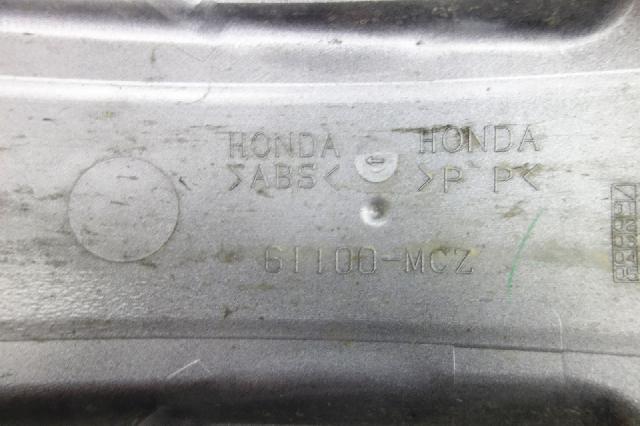 HONDA HONDA
>ABS< >P P<
61100-MCZ